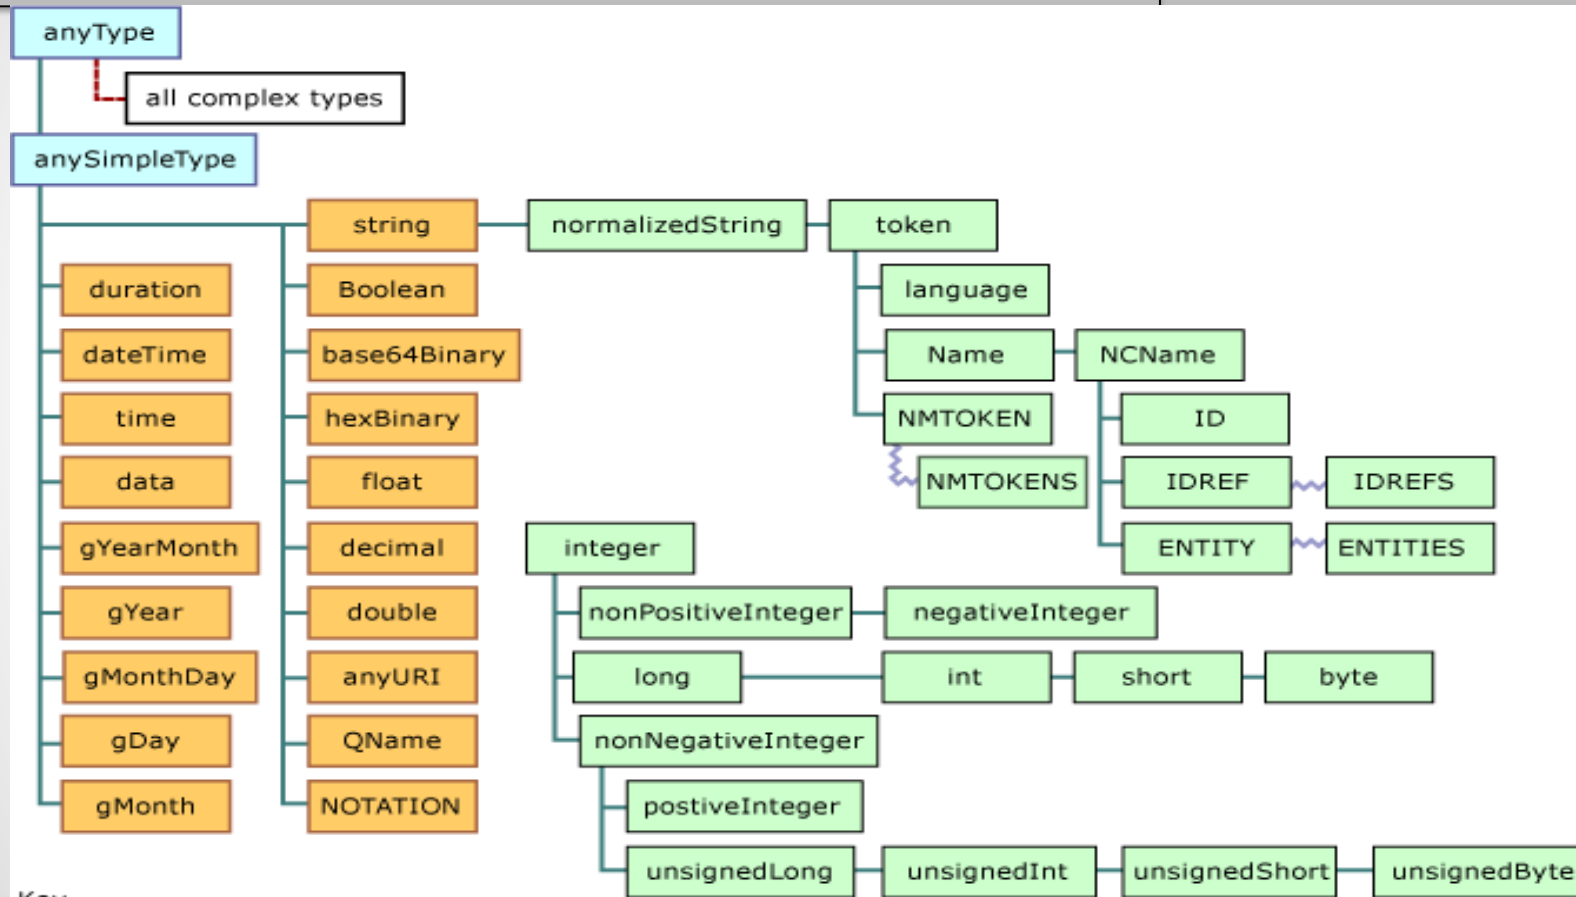 anyType
all complex types
anySimpleType
string normalizedString token
duration Boolean language
dateTime base64Binary Name NCName
time hexBinary NMTOKEN ID
data float NMTOKENS IDREF IDREFS
gYearMonth decimal integer ENTITY ENTITIES
gYear double nonPositiveInteger negativeInteger
gMonthDay anyURI long int short byte
gDay QName nonNegativeInteger
gMonth NOTATION postiveInteger
unsignedLong unsignedInt unsignedShort unsignedByte